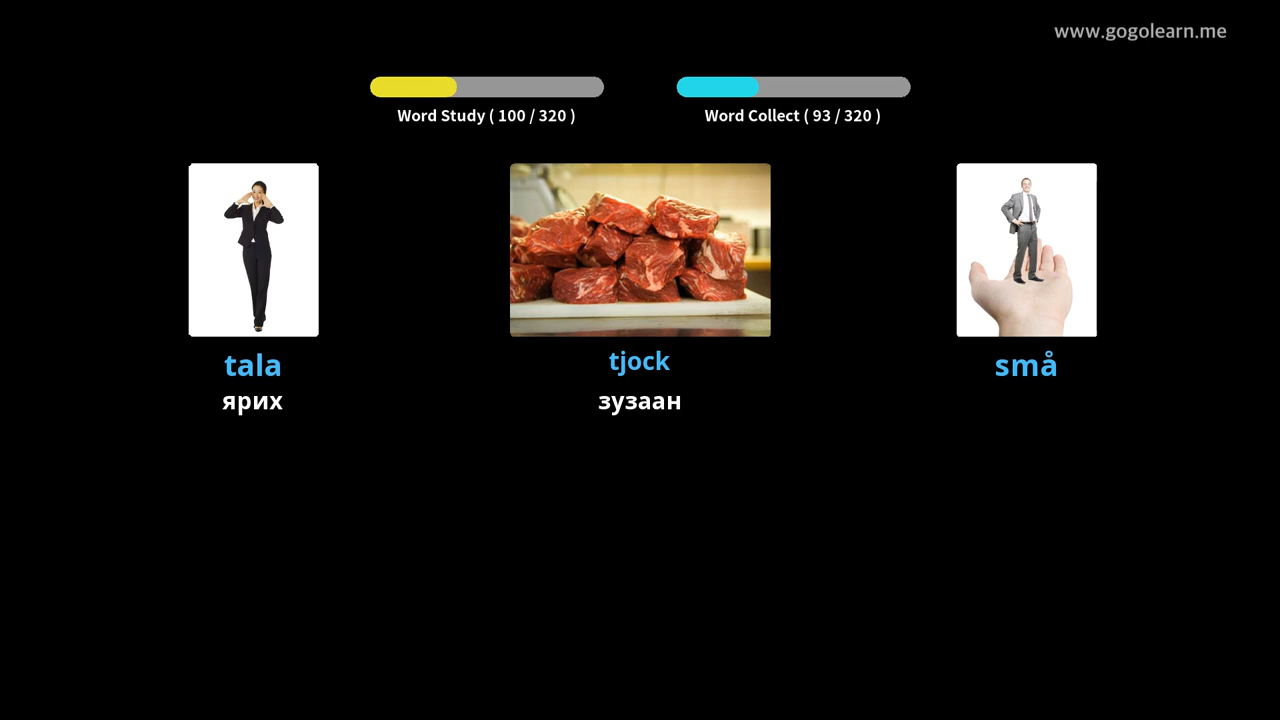 www.gogolearn.me
Word Study ( 100 / 320 )
Word Collect ( 93 / 320 )
tala
ярих
tjock
зузаан
små